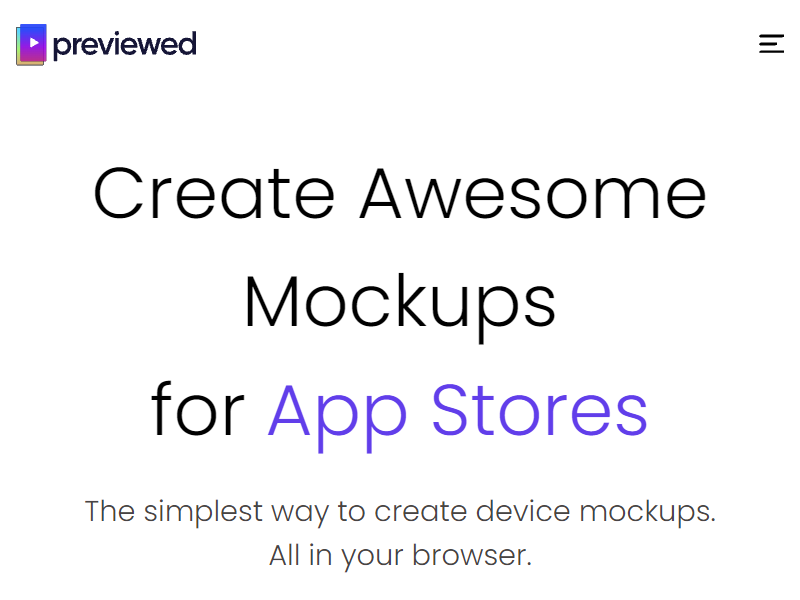 previewed
Create Awesome
Mockups
for App Stores
The simplest way to create device mockups.
All in your browser.